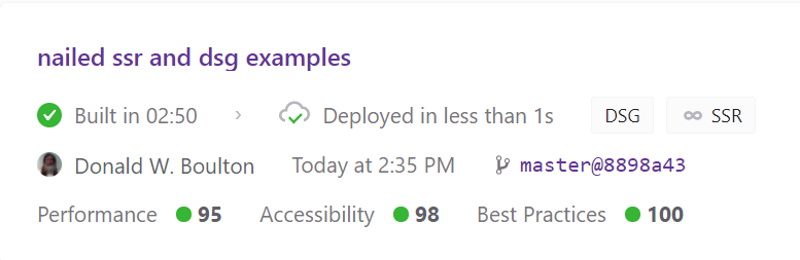 nailed ssr and dsg examples
Built in 02:50 › Deployed in less than 1s DSG SSR
Donald W. Boulton Today at 2:35 PM master@8898a43
Performance 95 Accessibility 98 Best Practices 100